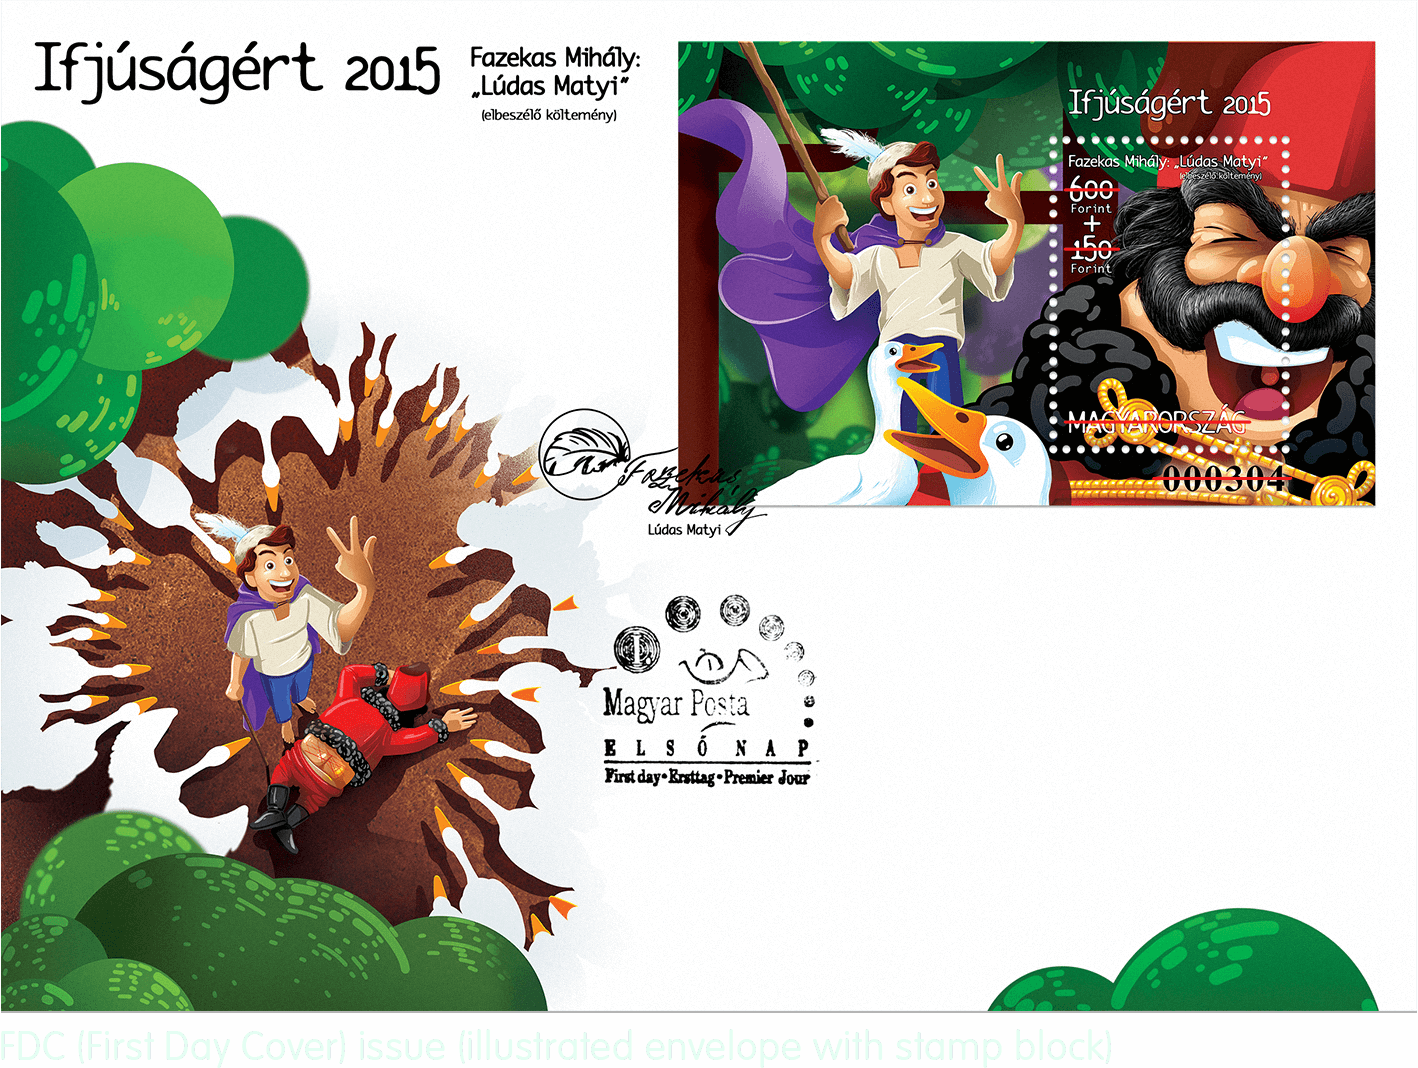 Ifjúságért 2015
Fazekas Mihály:
„Lúdas Matyi”
(elbeszélő költemény)
Ifjúságért 2015
Fazekas Mihály: „Lúdas Matyi”
(elbeszélő költemény)
600
Forint
+
150
Forint
MAGYARORSZÁG
000304
Fazekas
Mihály
Lúdas Matyi
1.
Magyar Posta
ELSŐ NAP
First day • Ersttag • Premier Jour
FDC (First Day Cover) issue (illustrated envelope with stamp block)